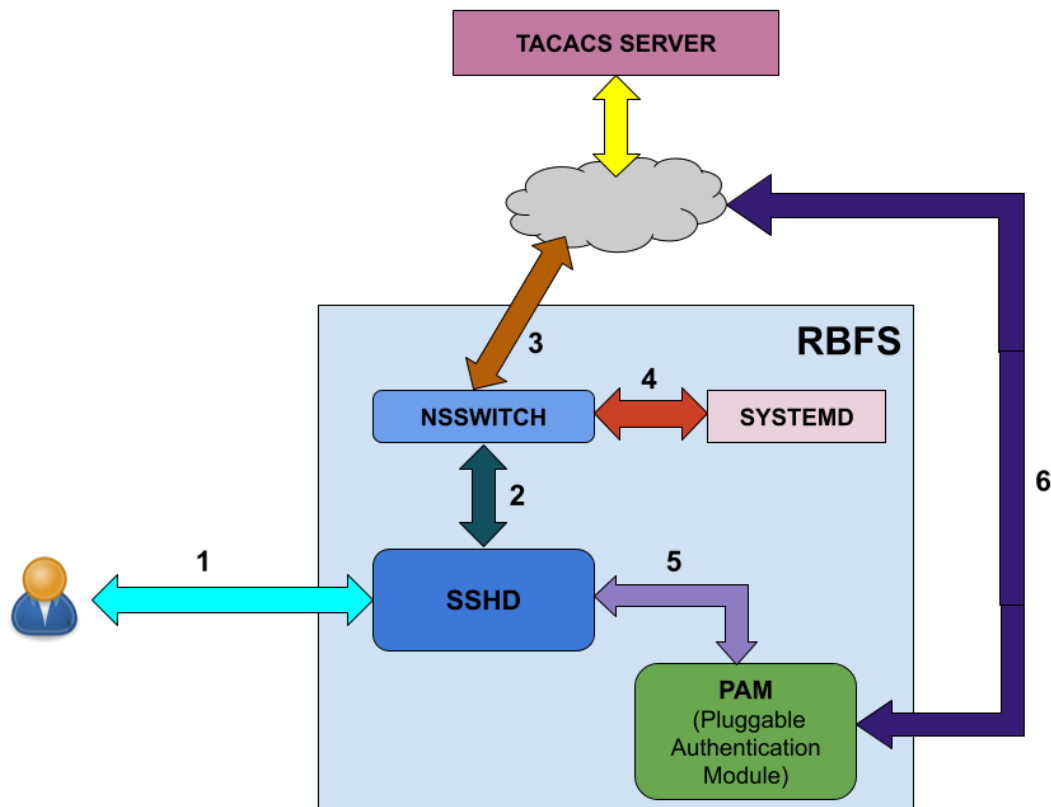 TACACS SERVER
RBFS
3
4
NSSWITCH
SYSTEMD
6
2
1
5
SSHD
PAM
(Pluggable
Authentication
Module)